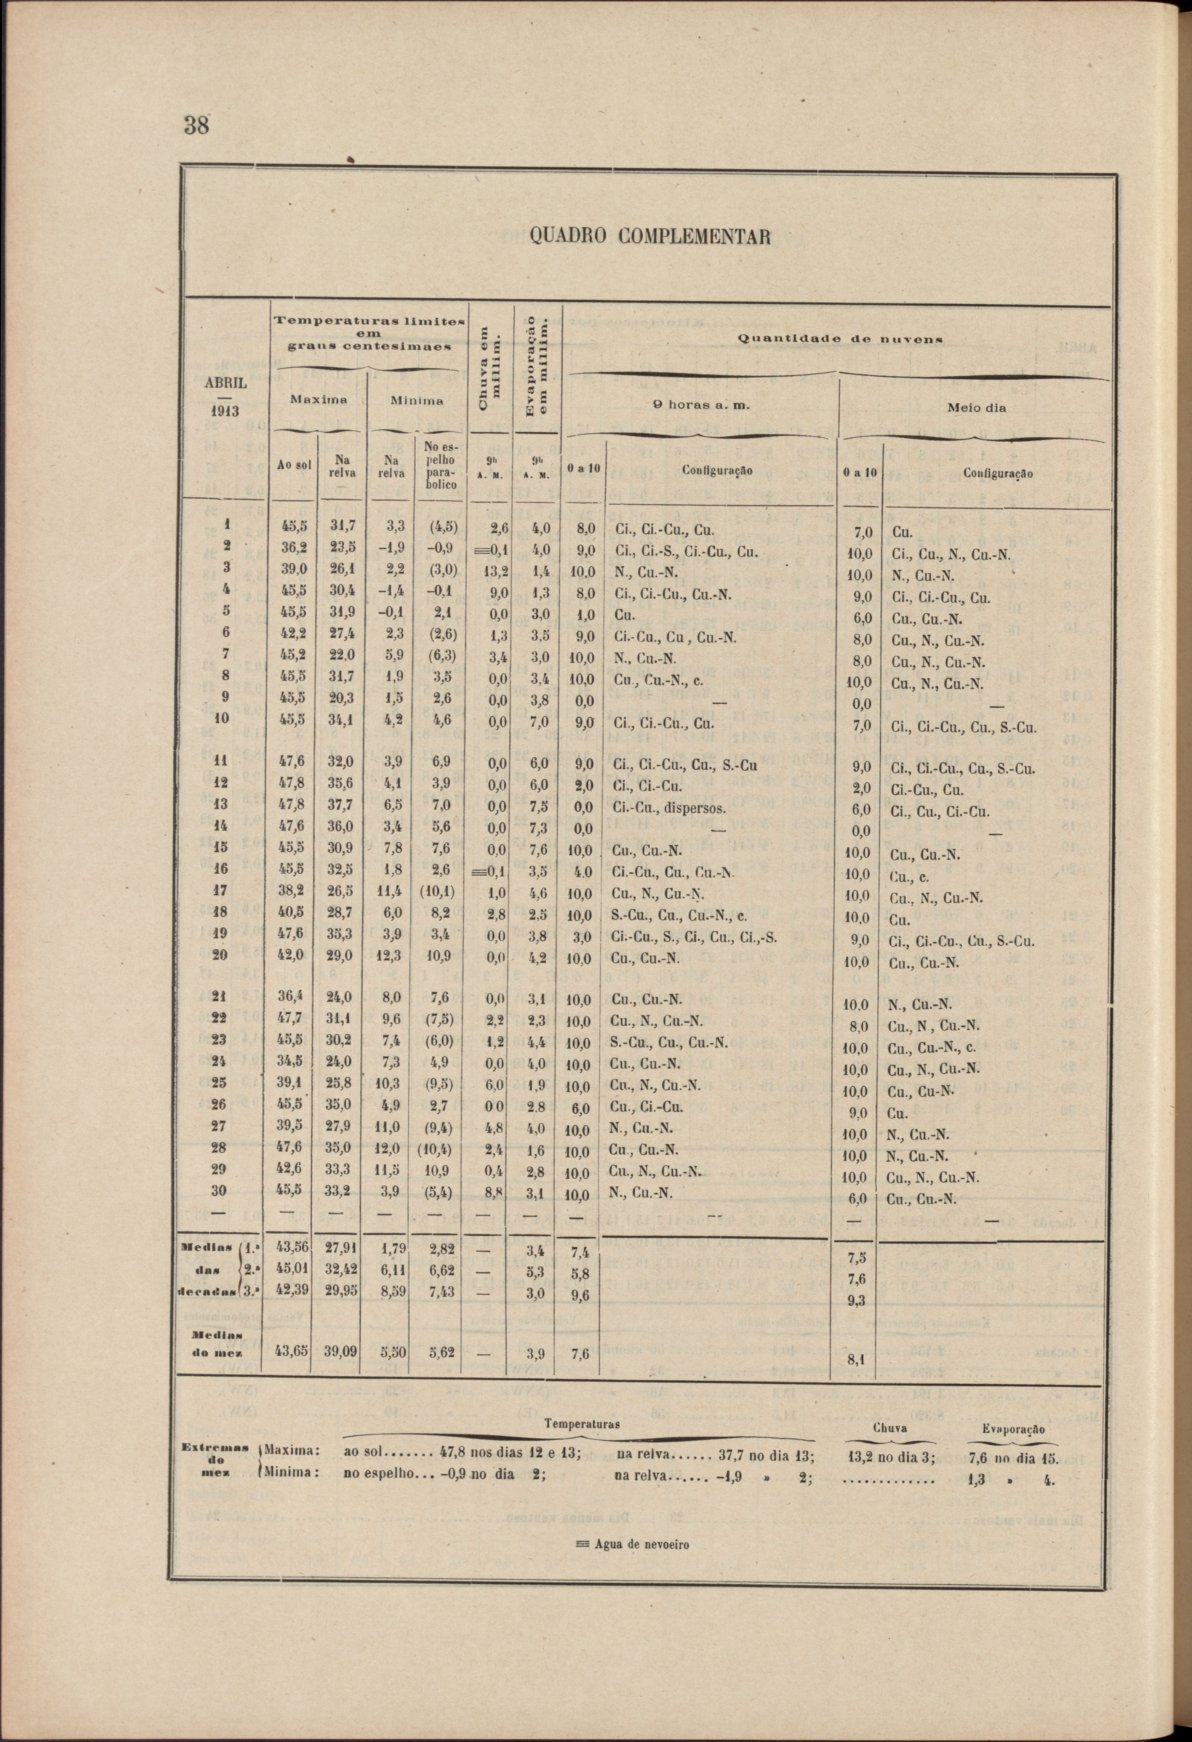 38
QUADRO COMPLEMENTAR
ABRIL
—
1913
Temperaturas limites
em
graus centesimaes
Chuva em
millim.
Evaporação
em millim.
Quantidade de nuvens
Maxima
Minima
9 horas a. m.
Meio dia
Ao sol
Na
relva
Na
relva
No es-
pelho
para-
bolico
9h
A. M.
9h
A. M.
0 a 10
Configuração
0 a 10
Configuração
1 45,5 31,7 3,3 (4,5) 2,6 4,0 8,0 Ci., Ci.-Cu., Cu. 7,0 Cu.
2 36,2 23,5 –1,9 –0,9 ≡0,1 4,0 9,0 Ci., Ci.-S., Ci.-Cu., Cu. 10,0 Ci., Cu., N., Cu.-N.
3 39,0 26,1 2,2 (3,0) 13,2 1,4 10,0 N., Cu.-N. 10,0 N., Cu.-N.
4 45,5 30,4 –1,4 –0,1 9,0 1,3 8,0 Ci., Ci.-Cu., Cu.-N. 9,0 Ci., Ci.-Cu., Cu.
5 45,5 31,9 –0,1 2,1 0,0 3,0 1,0 Cu. 6,0 Cu., Cu.-N.
6 42,2 27,4 2,3 (2,6) 1,3 3,5 9,0 Ci.-Cu., Cu , Cu.-N. 8,0 Cu., N., Cu.-N.
7 45,2 22,0 5,9 (6,3) 3,4 3,0 10,0 N., Cu.-N. 8,0 Cu., N., Cu.-N.
8 45,5 31,7 1,9 3,5 0,0 3,4 10,0 Cu., Cu.-N., c. 10,0 Cu., N., Cu.-N.
9 45,5 20,3 1,5 2,6 0,0 3,8 0,0 — 0,0 —
10 45,5 34,1 4,2 4,6 0,0 7,0 9,0 Ci., Ci.-Cu., Cu. 7,0 Ci., Ci.-Cu., Cu., S.-Cu.
11 47,6 32,0 3,9 6,9 0,0 6,0 9,0 Ci., Ci.-Cu., Cu., S.-Cu 9,0 Ci., Ci.-Cu., Cu., S.-Cu.
12 47,8 35,6 4,1 3,9 0,0 6,0 2,0 Ci., Ci.-Cu. 2,0 Ci.-Cu., Cu.
13 47,8 37,7 6,5 7,0 0,0 7,5 0,0 Ci.-Cu., dispersos. 6,0 Ci., Cu., Ci.-Cu.
14 47,6 36,0 3,4 5,6 0,0 7,3 0,0 — 0,0 —
15 45,5 30,9 7,8 7,6 0,0 7,6 10,0 Cu., Cu.-N. 10,0 Cu., Cu.-N.
16 45,5 32,5 1,8 2,6 ≡0,1 3,5 4.0 Ci.-Cu., Cu., Cu.-N. 10,0 Cu., c.
17 38,2 26,5 11,4 (10,1) 1,0 4,6 10,0 Cu., N., Cu.-N. 10,0 Cu., N., Cu.-N.
18 40,5 28,7 6,0 8,2 2,8 2,5 10,0 S.-Cu., Cu., Cu.-N., c. 10,0 Cu.
19 47,6 35,3 3,9 3,4 0,0 3,8 3,0 Ci.-Cu., S., Ci., Cu., Ci.,-S. 9,0 Ci., Ci.-Cu., Cu., S.-Cu.
20 42,0 29,0 12,3 10,9 0,0 4,2 10,0 Cu., Cu.-N. 10,0 Cu., Cu.-N.
21 36,4 24,0 8,0 7,6 0,0 3,1 10,0 Cu., Cu.-N. 10,0 N., Cu.-N.
22 47,7 31,1 9,6 (7,5) 2,2 2,3 10,0 Cu., N., Cu.-N. 8,0 Cu., N , Cu.-N.
23 45,5 30,2 7,4 (6,0) 1,2 4,4 10,0 S.-Cu., Cu., Cu.-N. 10,0 Cu., Cu.-N., c.
24 34,5 24,0 7,3 4,9 0,0 4,0 10,0 Cu., Cu.-N. 10,0 Cu., N., Cu.-N.
25 39,1 25,8 10,3 (9,5) 6,0 1,9 10,0 Cu., N., Cu.-N. 10,0 Cu., Cu-N.
26 45,5 35,0 4,9 2,7 0 0 2.8 6,0 Cu., Ci.-Cu. 9,0 Cu.
27 39,5 27,9 11,0 (9,4) 4,8 4,0 10,0 N., Cu.-N. 10,0 N., Cu.-N.
28 47,6 35,0 12,0 (10,4) 2,4 1,6 10,0 Cu., Cu.-N. 10,0 N., Cu.-N.
29 42,6 33,3 11,5 10,9 0,4 2,8 10,0 Cu., N., Cu.-N. 10,0 Cu., N., Cu.-N.
30 45,5 33,2 3,9 (5,4) 8,8 3,1 10,0 N., Cu.-N. 6,0 Cu., Cu.-N.
— — — — — — — — — — —
Medias 1.ª 43,56 27,91 1,79 2,82 — 3,4 7,4 7,5
das 2.ª 45,01 32,42 6,11 6,62 — 5,3 5,8 7,6
decadas 3.ª 42,39 29,95 8,59 7,43 — 3,0 9,6 9,3
Medias
do mez 43,65 39,09 5,50 5,62 — 3,9 7,6 8,1
Temperaturas Chuva Evaporação
Extremas
do
mez
Maxima: ao sol....... 47,8 nos dias 12 e 13; na relva...... 37,7 no dia 13; 13,2 no dia 3; 7,6 no dia 15.
Minima: no espelho... –0,9 no dia 2; na relva...... –1,9 » 2; ............. 1,3 » 4.
≡ Agua de nevoeiro